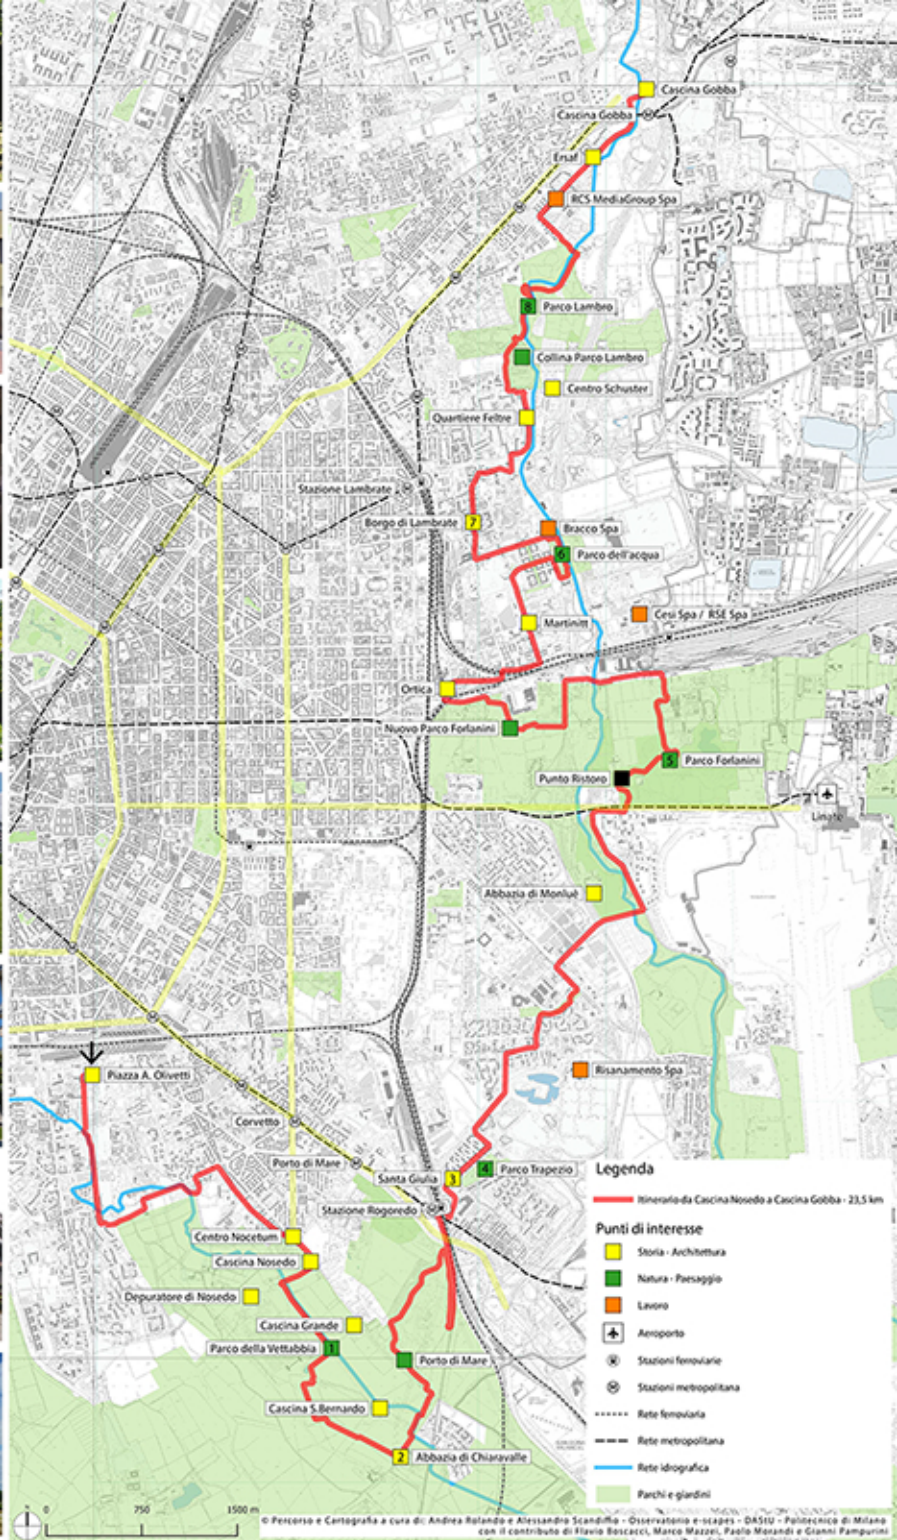 Cascina Gobba
Cascina Gobba
Ersaf
RCS MediaGroup Spa
8 Parco Lambro
Collina Parco Lambro
Centro Schuster
Quartiere Feltre
Stazione Lambrate
Borgo di Lambrate 7
Bracco Spa
6 Parco dell'acqua
Cesi Spa / RSE Spa
Martinitt
Ortica
Nuovo Parco Forlanini
5 Parco Forlanini
Punto Ristoro
Linate
Abbazia di Monluè
Risanamento Spa
Piazza A. Olivetti
Corvetto
Porto di Mare
4 Parco Trapezio
Santa Giulia 3
Stazione Rogoredo
Centro Nocetum
Cascina Nosedo
Depuratore di Nosedo
Cascina Grande
Parco della Vettabbia 1
Porto di Mare
Cascina S.Bernardo
2 Abbazia di Chiaravalle
Legenda
Itinerario da Cascina Nosedo a Cascina Gobba - 23,5 km
Punti di interesse
Storia - Architettura
Natura - Paesaggio
Lavoro
Aeroporto
Stazioni ferroviarie
M Stazioni metropolitana
Rete ferroviaria
Rete metropolitana
Rete idrografica
Parchi e giardini
0 750 1500 m
© Percorso e Cartografia a cura di: Andrea Rolando e Alessandro Scandiffio - Osservatorio e-scapes - DAStU - Politecnico di Milano
con il contributo di Flavio Boscacci, Marco Mazzei, Paolo Morandi e Gianni Zampurini